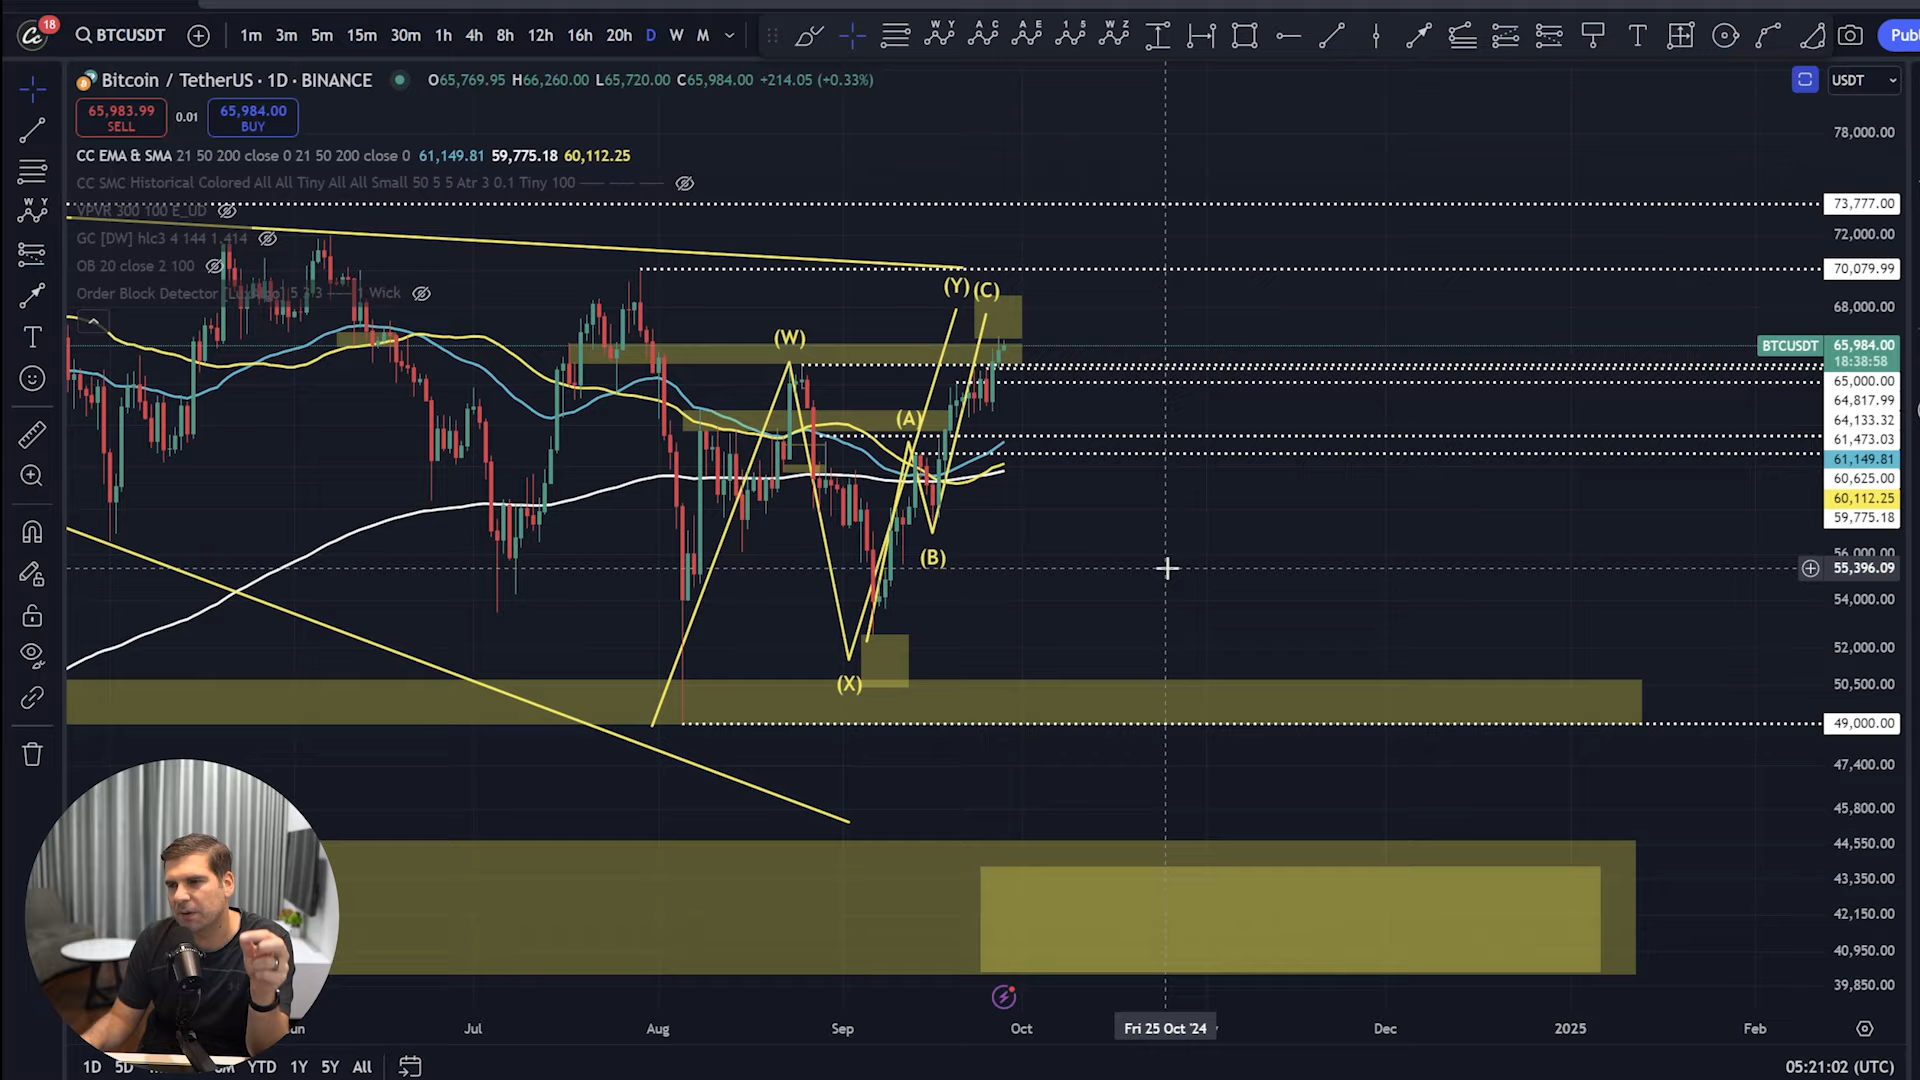 18
BTCUSDT
1m 3m 5m 15m 30m 1h 4h 8h 12h 16h 20h D W M
W Y A C A E 1 5 W Z
T
Publ
Bitcoin / TetherUS · 1D · BINANCE O65,769.95 H66,260.00 L65,720.00 C65,984.00 +214.05 (+0.33%)
USDT
65,983.99
SELL
0.01
65,984.00
BUY
CC EMA & SMA 21 50 200 close 0 21 50 200 close 0 61,149.81 59,775.18 60,112.25
CC SMC Historical Colored All All Tiny All All Small 50 5 5 Atr 3 0.1 Tiny 100
VPVR 300 100 E_UD
GC [DW] hlc3 4 144 1.414
OB 20 close 2 100
Order Block Detector 1 Wick
W Y
T
(W)
(X)
(Y)
(A)
(B)
(C)
78,000.00
73,777.00
72,000.00
70,079.99
68,000.00
BTCUSDT 65,984.00
18:38:58
65,000.00
64,817.99
64,133.32
61,473.03
61,149.81
60,625.00
60,112.25
59,775.18
56,000.00
55,396.09
54,000.00
52,000.00
50,500.00
49,000.00
47,400.00
45,800.00
44,550.00
43,350.00
42,150.00
40,950.00
39,850.00
Jul Aug Sep Oct Fri 25 Oct '24 Dec 2025 Feb
1D 5D YTD 1Y 5Y All
05:21:02 (UTC)